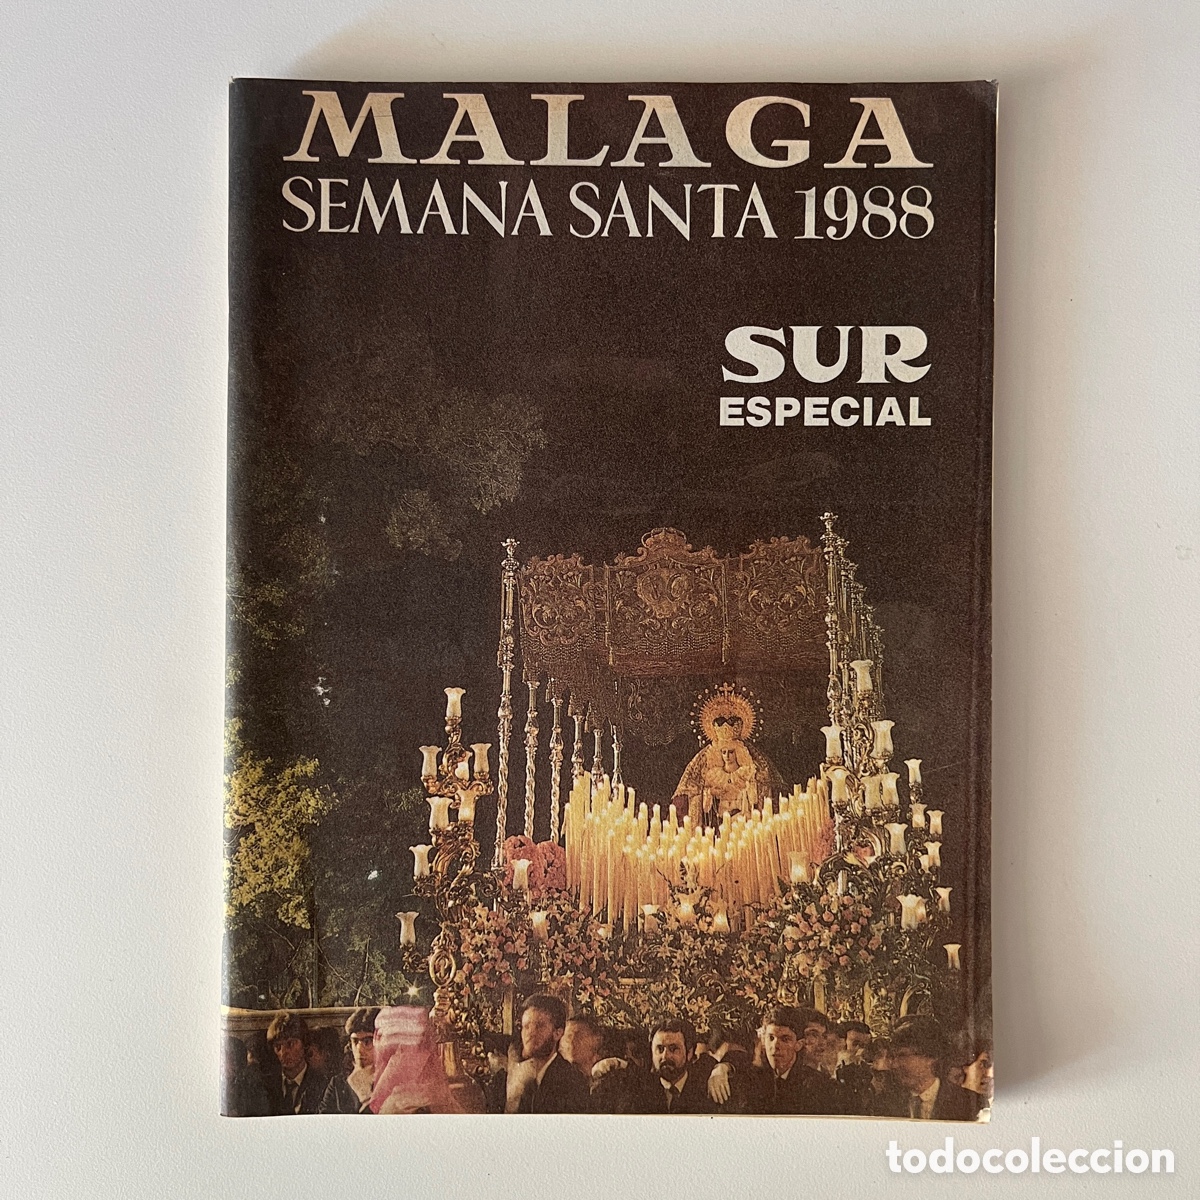 MALAGA
SEMANA SANTA 1988
SUR
ESPECIAL
todocoleccion